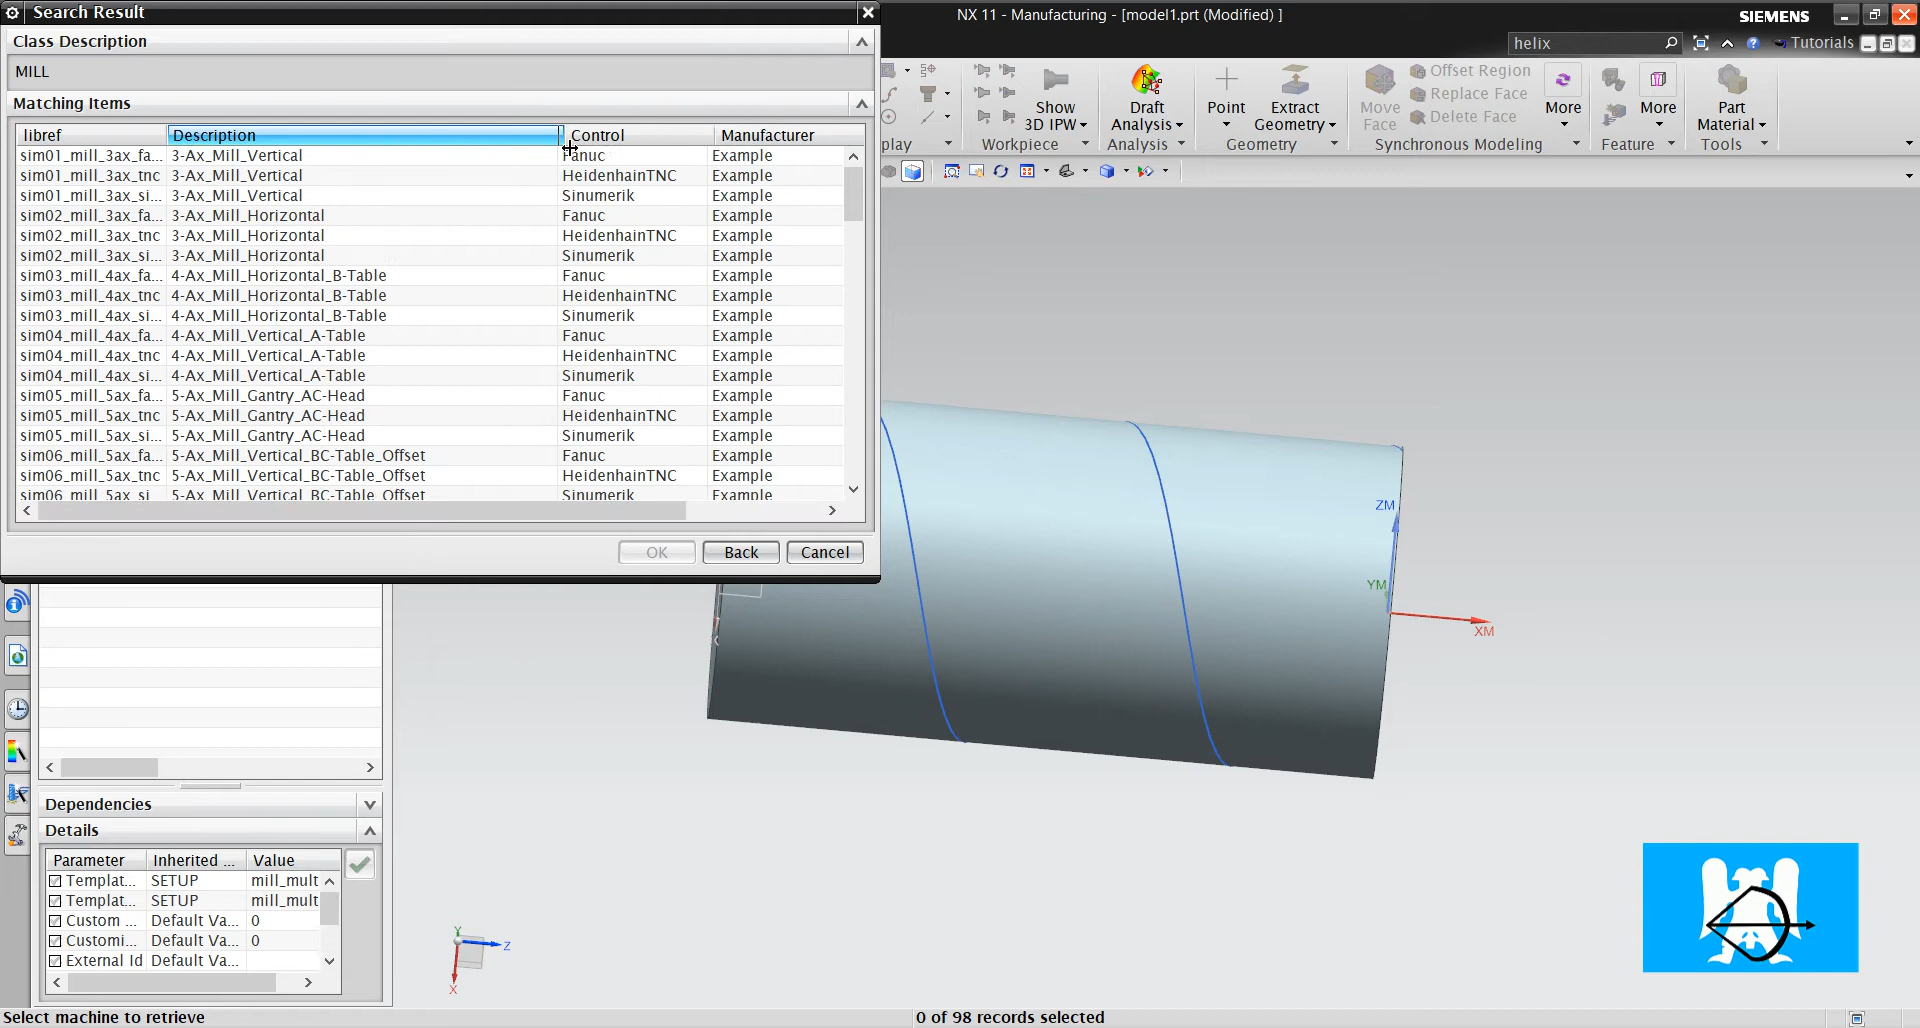 Search Result
NX 11 - Manufacturing - [model1.prt (Modified) ]
SIEMENS
helix
Tutorials
Class Description
MILL
Matching Items
libref Description Control Manufacturer
sim01_mill_3ax_fa... 3-Ax_Mill_Vertical Fanuc Example
sim01_mill_3ax_tnc 3-Ax_Mill_Vertical HeidenhainTNC Example
sim01_mill_3ax_si... 3-Ax_Mill_Vertical Sinumerik Example
sim02_mill_3ax_fa... 3-Ax_Mill_Horizontal Fanuc Example
sim02_mill_3ax_tnc 3-Ax_Mill_Horizontal HeidenhainTNC Example
sim02_mill_3ax_si... 3-Ax_Mill_Horizontal Sinumerik Example
sim03_mill_4ax_fa... 4-Ax_Mill_Horizontal_B-Table Fanuc Example
sim03_mill_4ax_tnc 4-Ax_Mill_Horizontal_B-Table HeidenhainTNC Example
sim03_mill_4ax_si... 4-Ax_Mill_Horizontal_B-Table Sinumerik Example
sim04_mill_4ax_fa... 4-Ax_Mill_Vertical_A-Table Fanuc Example
sim04_mill_4ax_tnc 4-Ax_Mill_Vertical_A-Table HeidenhainTNC Example
sim04_mill_4ax_si... 4-Ax_Mill_Vertical_A-Table Sinumerik Example
sim05_mill_5ax_fa... 5-Ax_Mill_Gantry_AC-Head Fanuc Example
sim05_mill_5ax_tnc 5-Ax_Mill_Gantry_AC-Head HeidenhainTNC Example
sim05_mill_5ax_si... 5-Ax_Mill_Gantry_AC-Head Sinumerik Example
sim06_mill_5ax_fa... 5-Ax_Mill_Vertical_BC-Table_Offset Fanuc Example
sim06_mill_5ax_tnc 5-Ax_Mill_Vertical_BC-Table_Offset HeidenhainTNC Example
sim06_mill_5ax_si 5-Ax_Mill_Vertical_BC-Table_Offset Sinumerik Example
OK Back Cancel
Show
3D IPW
Workpiece
Draft
Analysis
Analysis
Point
Extract
Geometry
Geometry
Move
Face
Offset Region
Replace Face
Delete Face
More
Synchronous Modeling
More
Feature
Part
Material
Tools
play
ZM
YM
XM
Dependencies
Details
Parameter Inherited ... Value
Templat... SETUP mill_mult
Templat... SETUP mill_mult
Custom ... Default Va... 0
Customi... Default Va... 0
External Id Default Va...
Y
Z
X
Select machine to retrieve
0 of 98 records selected